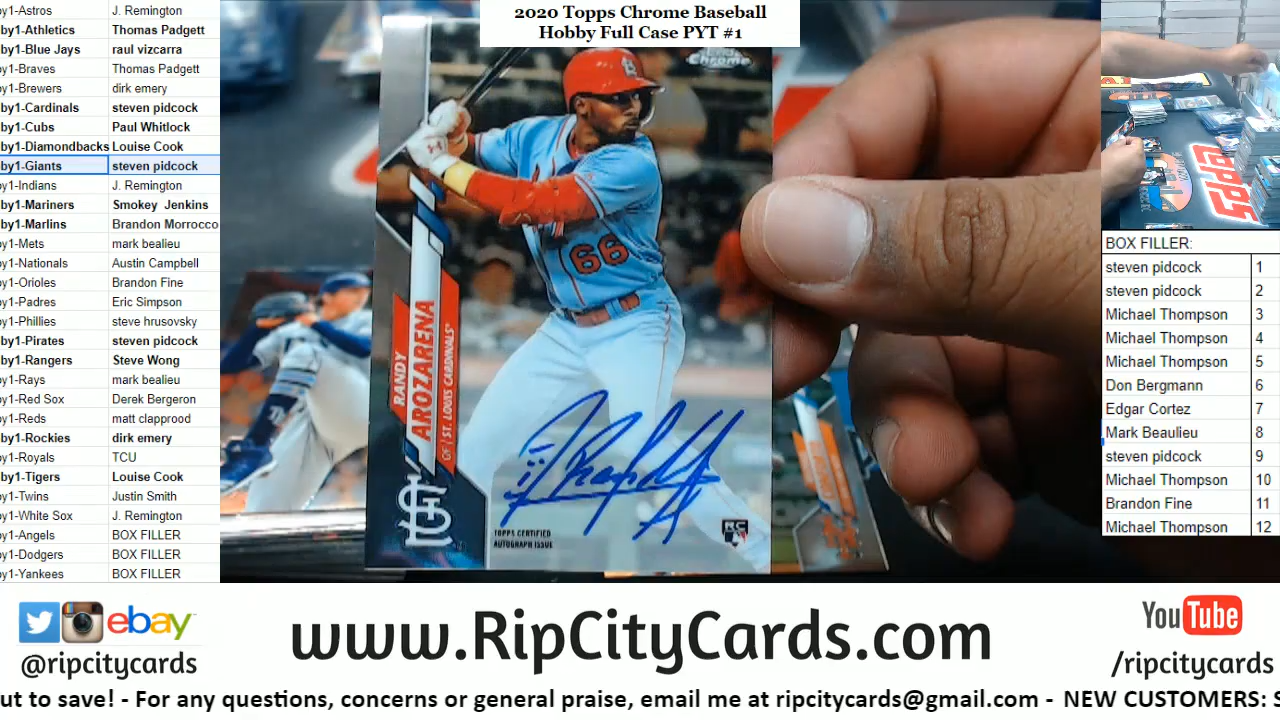 2020 Topps Chrome Baseball
Hobby Full Case PYT #1
by1-Astros J. Remington
by1-Athletics Thomas Padgett
by1-Blue Jays raul vizcarra
by1-Braves Thomas Padgett
by1-Brewers dirk emery
by1-Cardinals steven pidcock
by1-Cubs Paul Whitlock
by1-Diamondbacks Louise Cook
by1-Giants steven pidcock
by1-Indians J. Remington
by1-Mariners Smokey Jenkins
by1-Marlins Brandon Morrocco
by1-Mets mark bealieu
by1-Nationals Austin Campbell
by1-Orioles Brandon Fine
by1-Padres Eric Simpson
by1-Phillies steve hrusovsky
by1-Pirates steven pidcock
by1-Rangers Steve Wong
by1-Rays mark bealieu
by1-Red Sox Derek Bergeron
by1-Reds matt clapprood
by1-Rockies dirk emery
by1-Royals TCU
by1-Tigers Louise Cook
by1-Twins Justin Smith
by1-White Sox J. Remington
by1-Angels BOX FILLER
by1-Dodgers BOX FILLER
by1-Yankees BOX FILLER
Chrome
66
RANDY
AROZARENA
OF / ST. LOUIS CARDINALS®
TOPPS CERTIFIED
AUTOGRAPH ISSUE
RC
topps
BOX FILLER:
steven pidcock 1
steven pidcock 2
Michael Thompson 3
Michael Thompson 4
Michael Thompson 5
Don Bergmann 6
Edgar Cortez 7
Mark Beaulieu 8
steven pidcock 9
Michael Thompson 10
Brandon Fine 11
Michael Thompson 12
ebay
@ripcitycards
www.RipCityCards.com
YouTube
/ripcitycards
ut to save! - For any questions, concerns or general praise, email me at ripcitycards@gmail.com - NEW CUSTOMERS: S